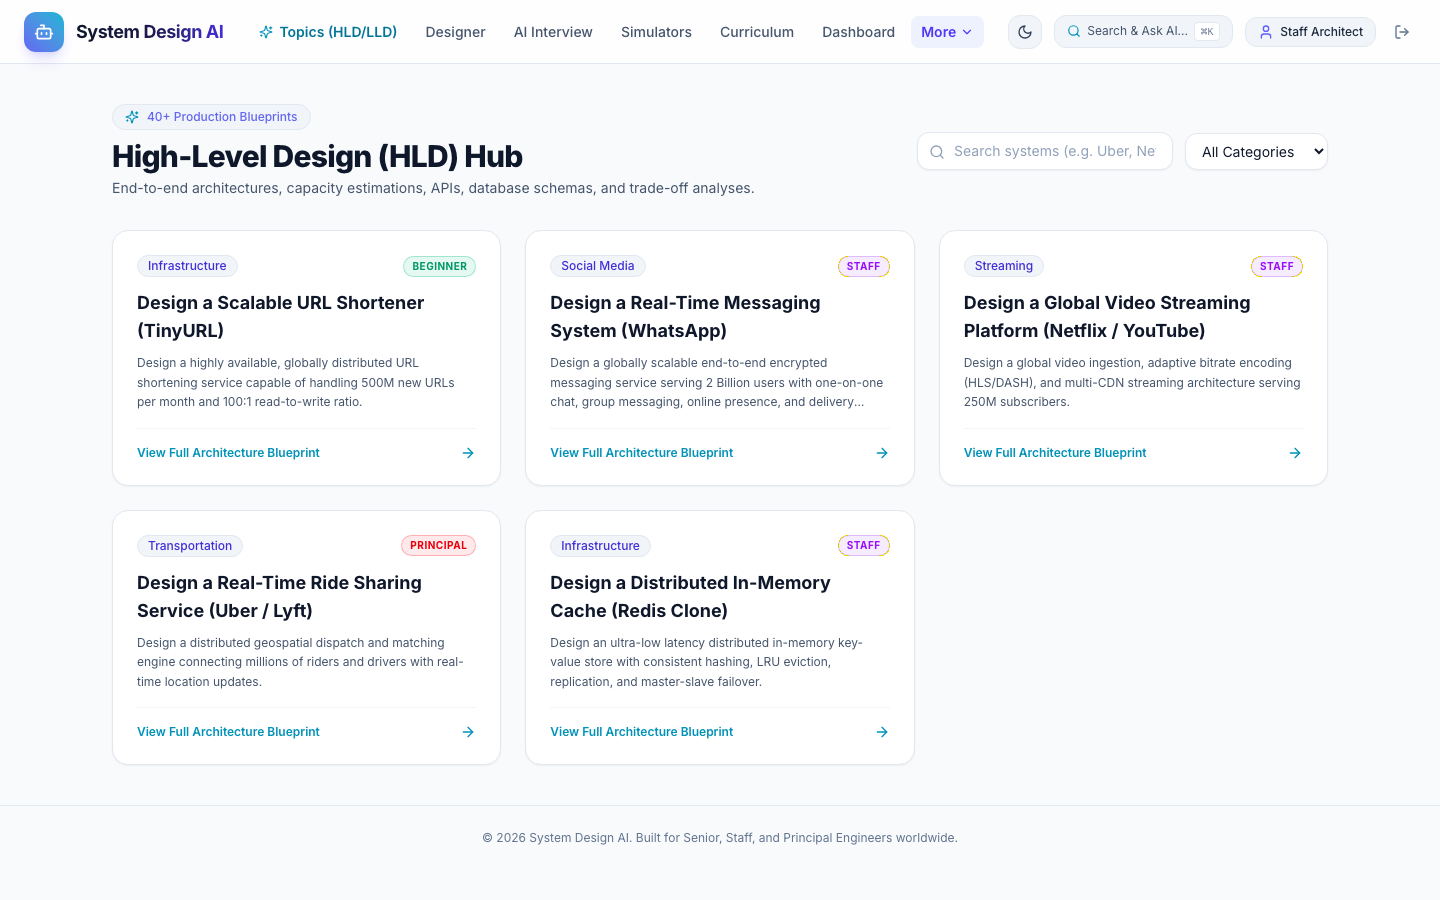 System Design AI
Topics (HLD/LLD)
Designer
AI Interview
Simulators
Curriculum
Dashboard
More
Search & Ask AI...
⌘K
Staff Architect
40+ Production Blueprints
High-Level Design (HLD) Hub
End-to-end architectures, capacity estimations, APIs, database schemas, and trade-off analyses.
Search systems (e.g. Uber, Ne
All Categories
Infrastructure
BEGINNER
Design a Scalable URL Shortener
(TinyURL)
Design a highly available, globally distributed URL
shortening service capable of handling 500M new URLs
per month and 100:1 read-to-write ratio.
View Full Architecture Blueprint
Social Media
STAFF
Design a Real-Time Messaging
System (WhatsApp)
Design a globally scalable end-to-end encrypted
messaging service serving 2 Billion users with one-on-one
chat, group messaging, online presence, and delivery...
View Full Architecture Blueprint
Streaming
STAFF
Design a Global Video Streaming
Platform (Netflix / YouTube)
Design a global video ingestion, adaptive bitrate encoding
(HLS/DASH), and multi-CDN streaming architecture serving
250M subscribers.
View Full Architecture Blueprint
Transportation
PRINCIPAL
Design a Real-Time Ride Sharing
Service (Uber / Lyft)
Design a distributed geospatial dispatch and matching
engine connecting millions of riders and drivers with real-
time location updates.
View Full Architecture Blueprint
Infrastructure
STAFF
Design a Distributed In-Memory
Cache (Redis Clone)
Design an ultra-low latency distributed in-memory key-
value store with consistent hashing, LRU eviction,
replication, and master-slave failover.
View Full Architecture Blueprint
© 2026 System Design AI. Built for Senior, Staff, and Principal Engineers worldwide.